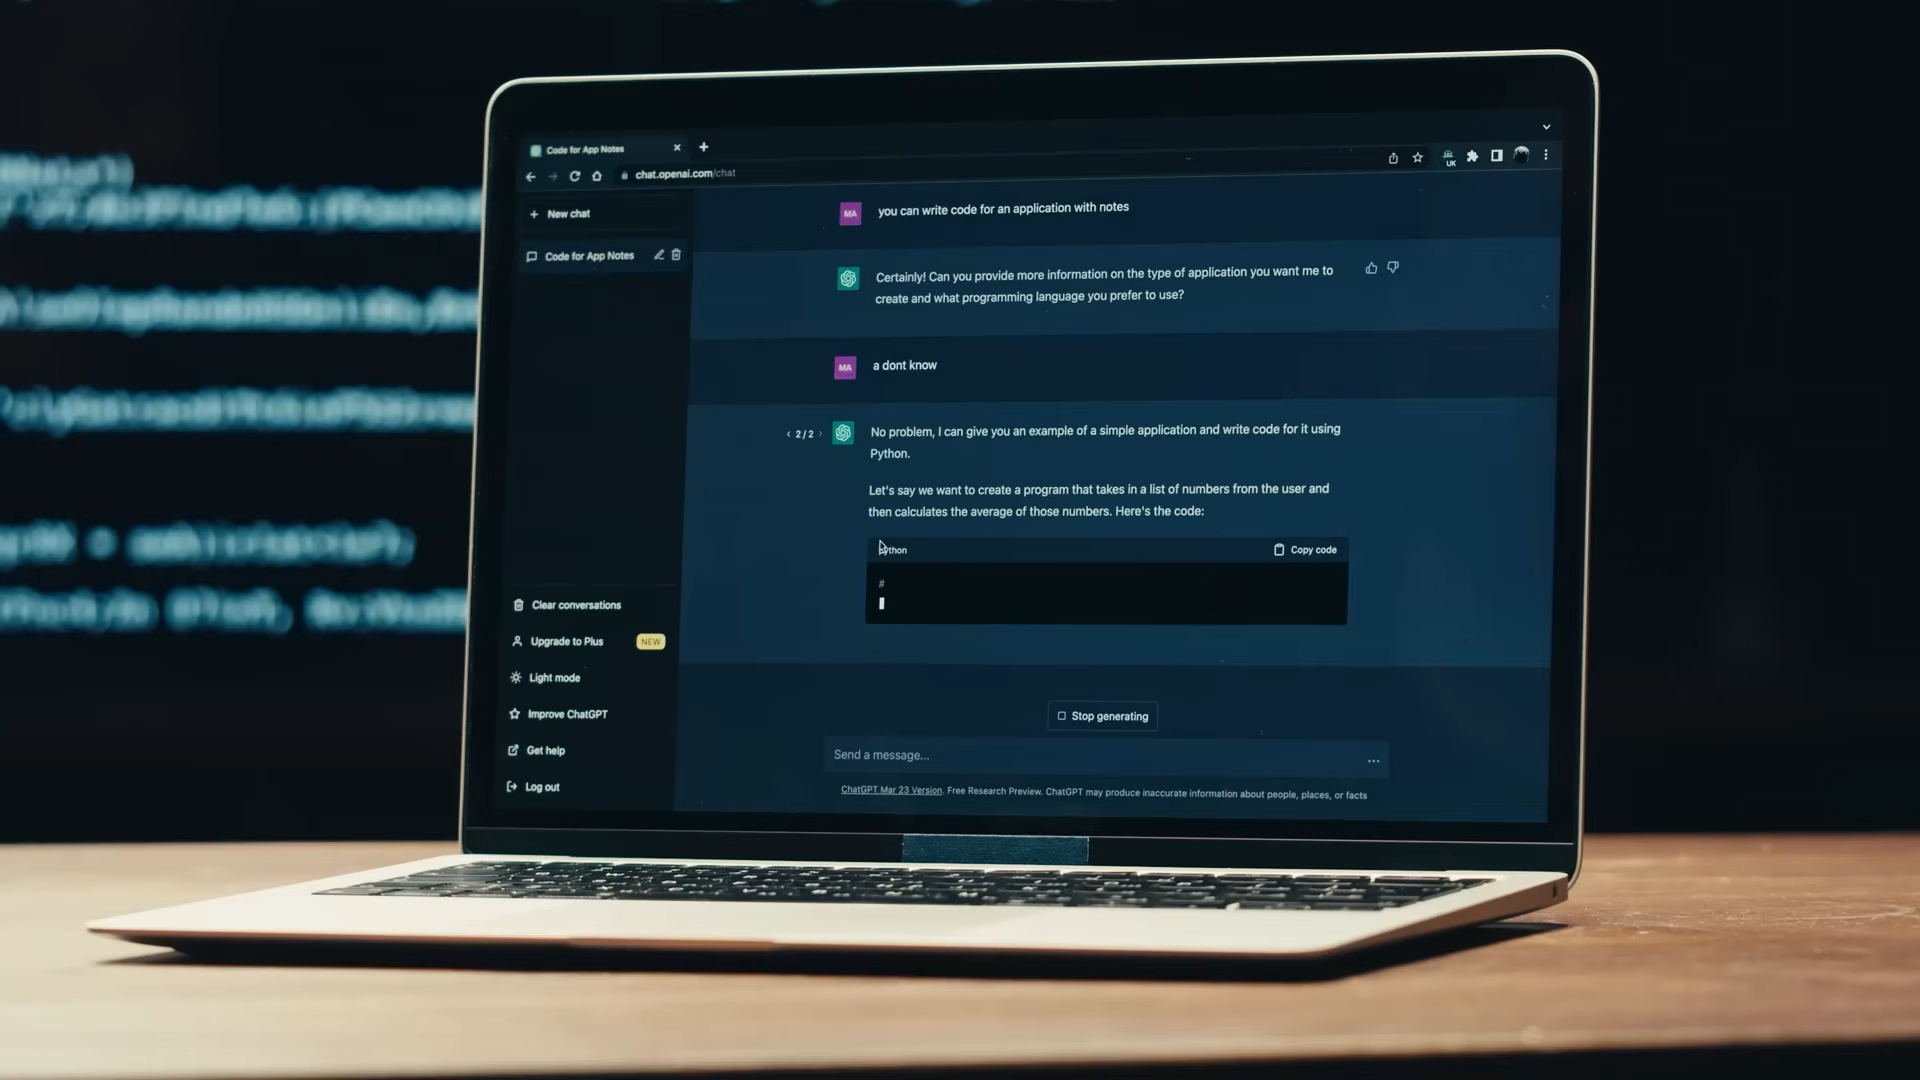 Code for App Notes
chat.openai.com/chat
UK
New chat
Code for App Notes
MA
you can write code for an application with notes
Certainly! Can you provide more information on the type of application you want me to
create and what programming language you prefer to use?
MA
a dont know
2 / 2
No problem, I can give you an example of a simple application and write code for it using
Python.
Let's say we want to create a program that takes in a list of numbers from the user and
then calculates the average of those numbers. Here's the code:
python
Copy code
#
Clear conversations
Upgrade to Plus
NEW
Light mode
Improve ChatGPT
Get help
Log out
Stop generating
Send a message...
ChatGPT Mar 23 Version. Free Research Preview. ChatGPT may produce inaccurate information about people, places, or facts